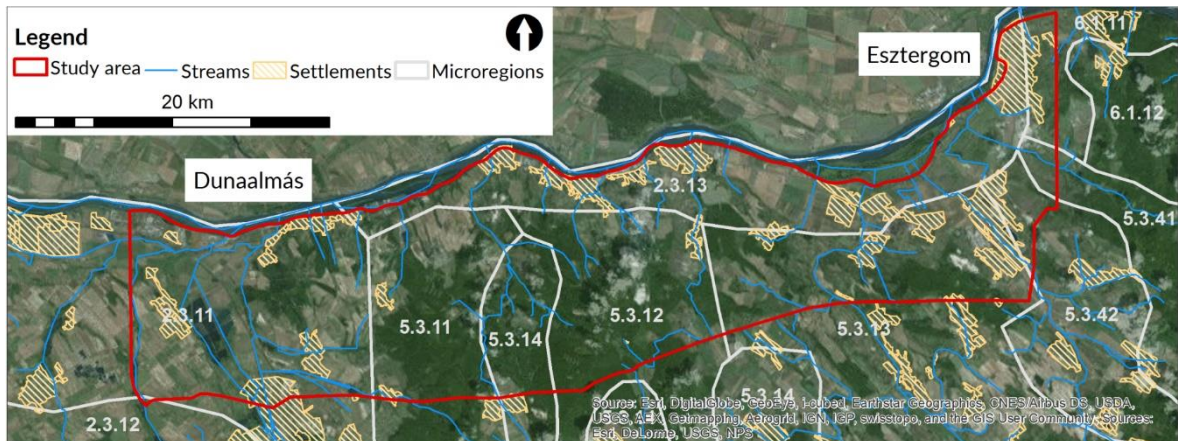 Legend
Study area Streams Settlements Microregions
20 km
Esztergom
Dunaalmás
6.1.11
6.1.12
2.3.13
5.3.41
2.3.11
5.3.11
5.3.14
5.3.12
5.3.13
5.3.42
5.3.14
2.3.12
Source: Esri, DigitalGlobe, GeoEye, i-cubed, Earthstar Geographics, CNES/Airbus DS, USDA,
USGS, AEX, Getmapping, Aerogrid, IGN, IGP, swisstopo, and the GIS User Community, Sources:
Esri, DeLorme, USGS, NPS